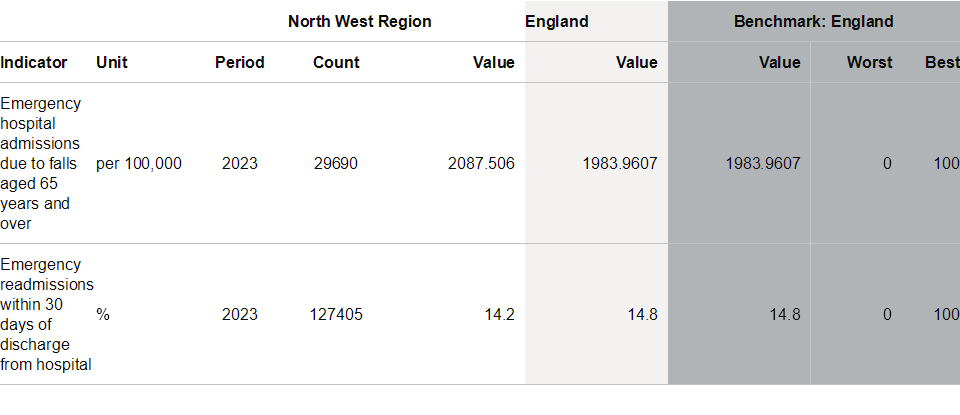 North West Region England Benchmark: England
Indicator Unit Period Count Value Value Value Worst Best
Emergency
hospital
admissions
due to falls per 100,000 2023 29690 2087.506 1983.9607 1983.9607 0 100
aged 65
years and
over
Emergency
readmissions
within 30
days of % 2023 127405 14.2 14.8 14.8 0 100
discharge
from hospital